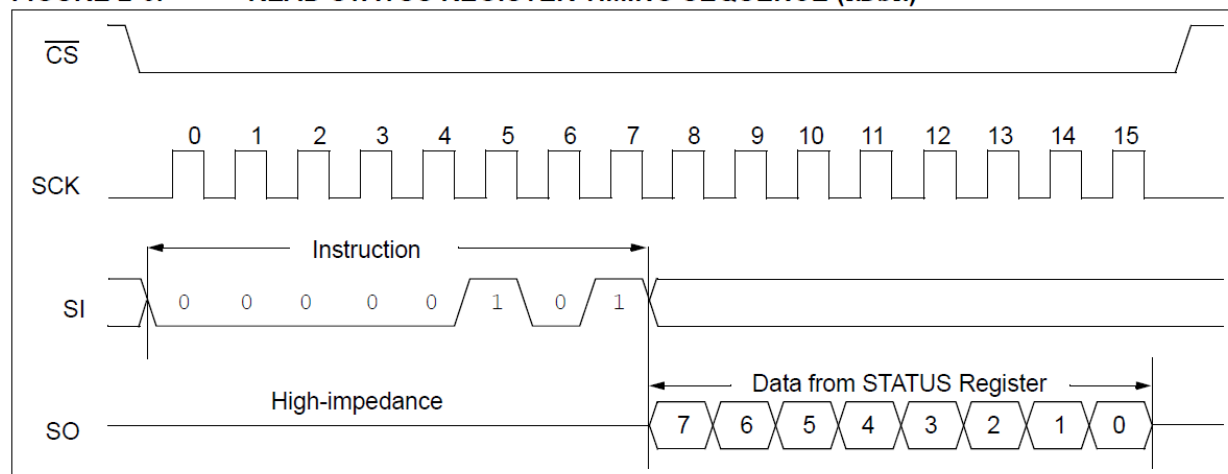 CS
0 1 2 3 4 5 6 7 8 9 10 11 12 13 14 15
SCK
Instruction
SI 0 0 0 0 0 1 0 1
Data from STATUS Register
High-impedance
SO 7 6 5 4 3 2 1 0